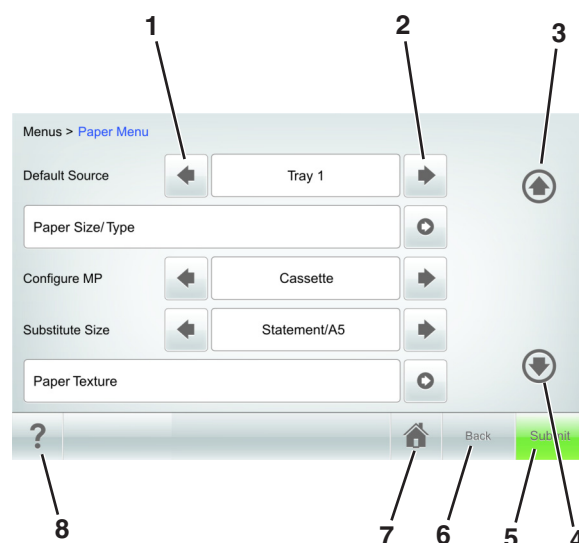 1 2 3
Menus > Paper Menu
Default Source Tray 1
Paper Size/Type
Configure MP Cassette
Substitute Size Statement/A5
Paper Texture
? Back Submit
8 7 6 5 4